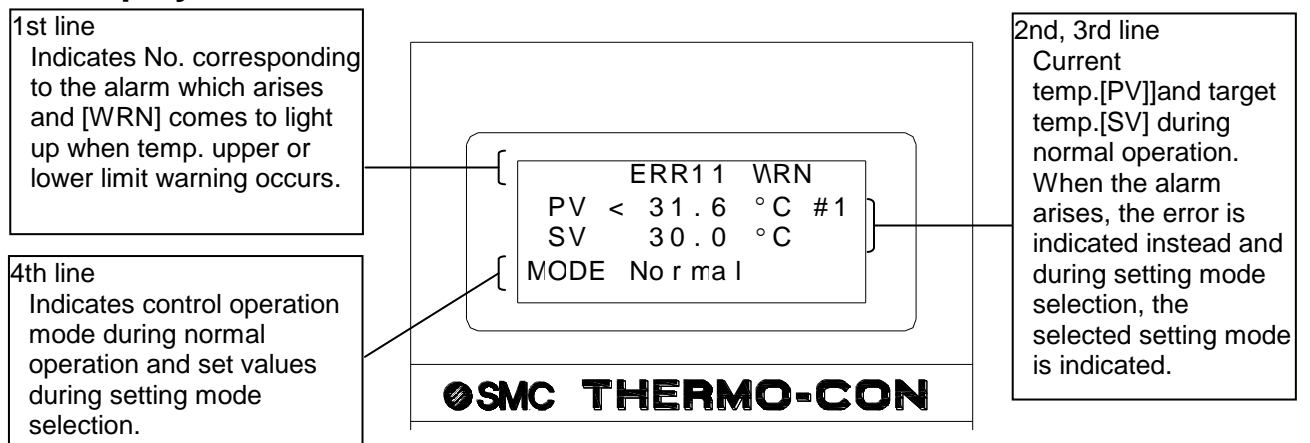 1st line
Indicates No. corresponding
to the alarm which arises
and [WRN] comes to light
up when temp. upper or
lower limit warning occurs.
4th line
Indicates control operation
mode during normal
operation and set values
during setting mode
selection.
ERR11 WRN
PV < 31.6 °C #1
SV 30.0 °C
MODE Normal
SMC THERMO-CON
2nd, 3rd line
Current
temp.[PV]]and target
temp.[SV] during
normal operation.
When the alarm
arises, the error is
indicated instead and
during setting mode
selection, the
selected setting mode
is indicated.